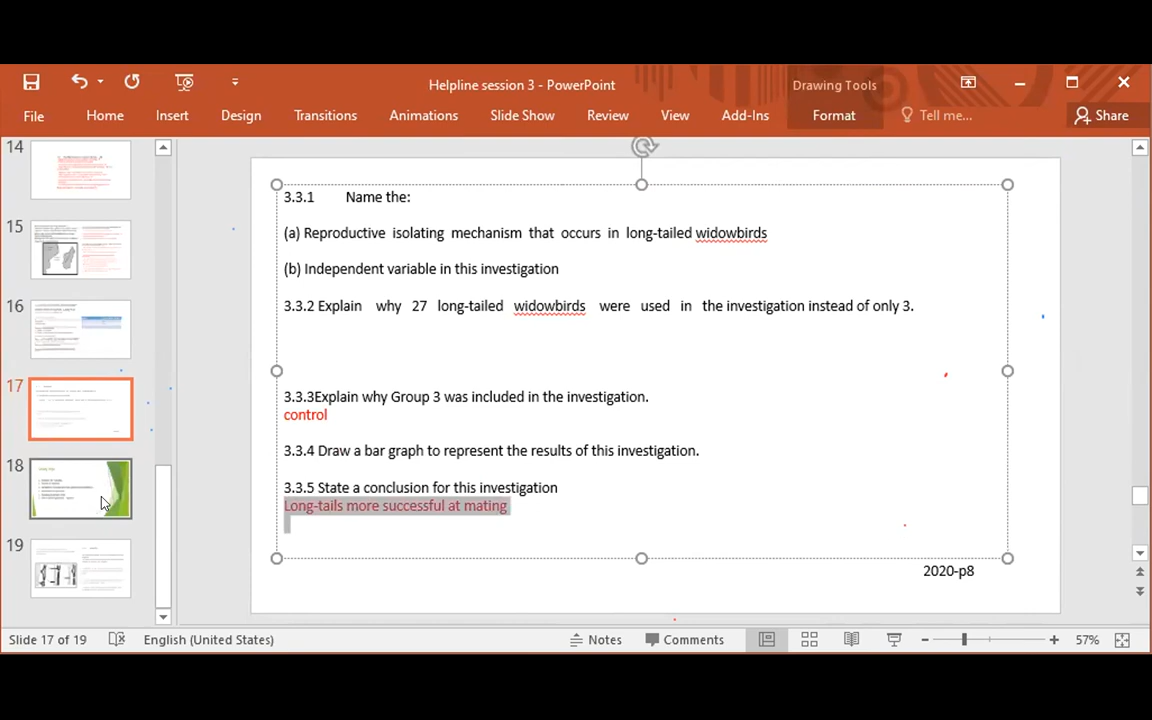 Helpline session 3 - PowerPoint
Drawing Tools
File
Home
Insert
Design
Transitions
Animations
Slide Show
Review
View
Add-Ins
Format
Tell me...
Share
14
15
16
17
18
19
3.3.1 Name the:
(a) Reproductive isolating mechanism that occurs in long-tailed widowbirds
(b) Independent variable in this investigation
3.3.2 Explain why 27 long-tailed widowbirds were used in the investigation instead of only 3.
3.3.3Explain why Group 3 was included in the investigation.
control
3.3.4 Draw a bar graph to represent the results of this investigation.
3.3.5 State a conclusion for this investigation
Long-tails more successful at mating
2020-p8
Slide 17 of 19
English (United States)
Notes
Comments
57%